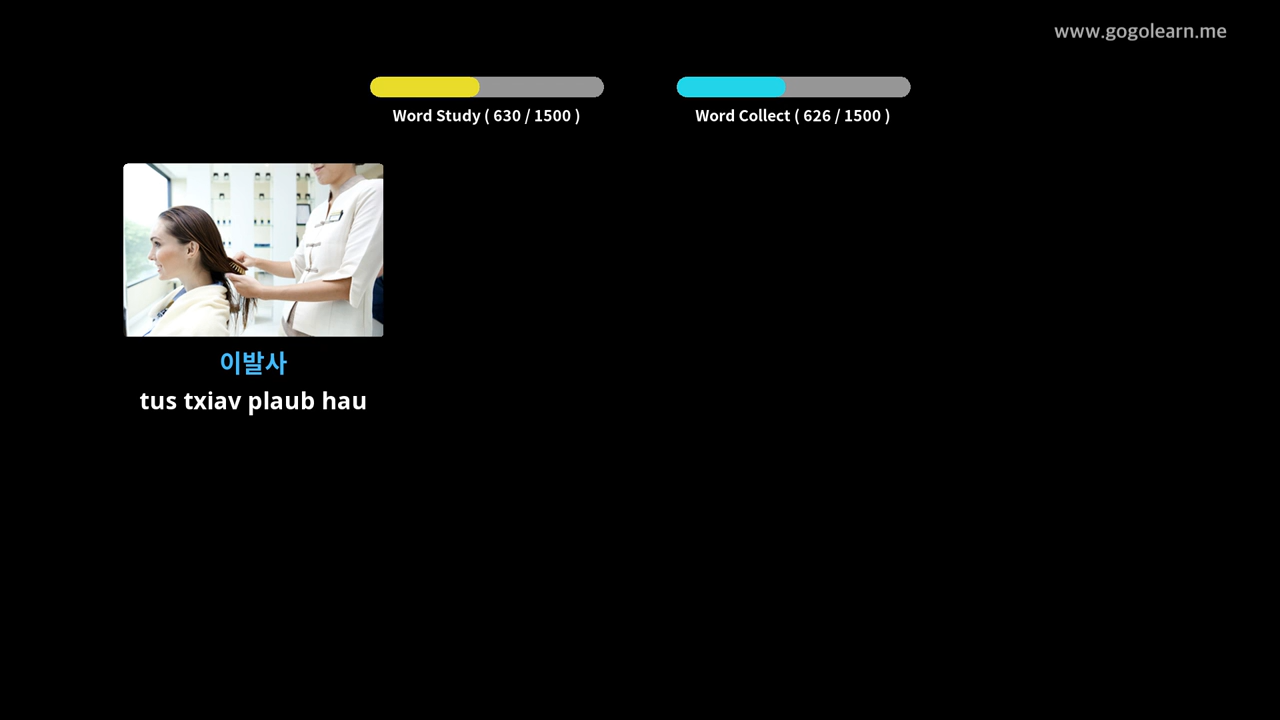 www.gogolearn.me
Word Study ( 630 / 1500 )
Word Collect ( 626 / 1500 )
이발사
tus txiav plaub hau